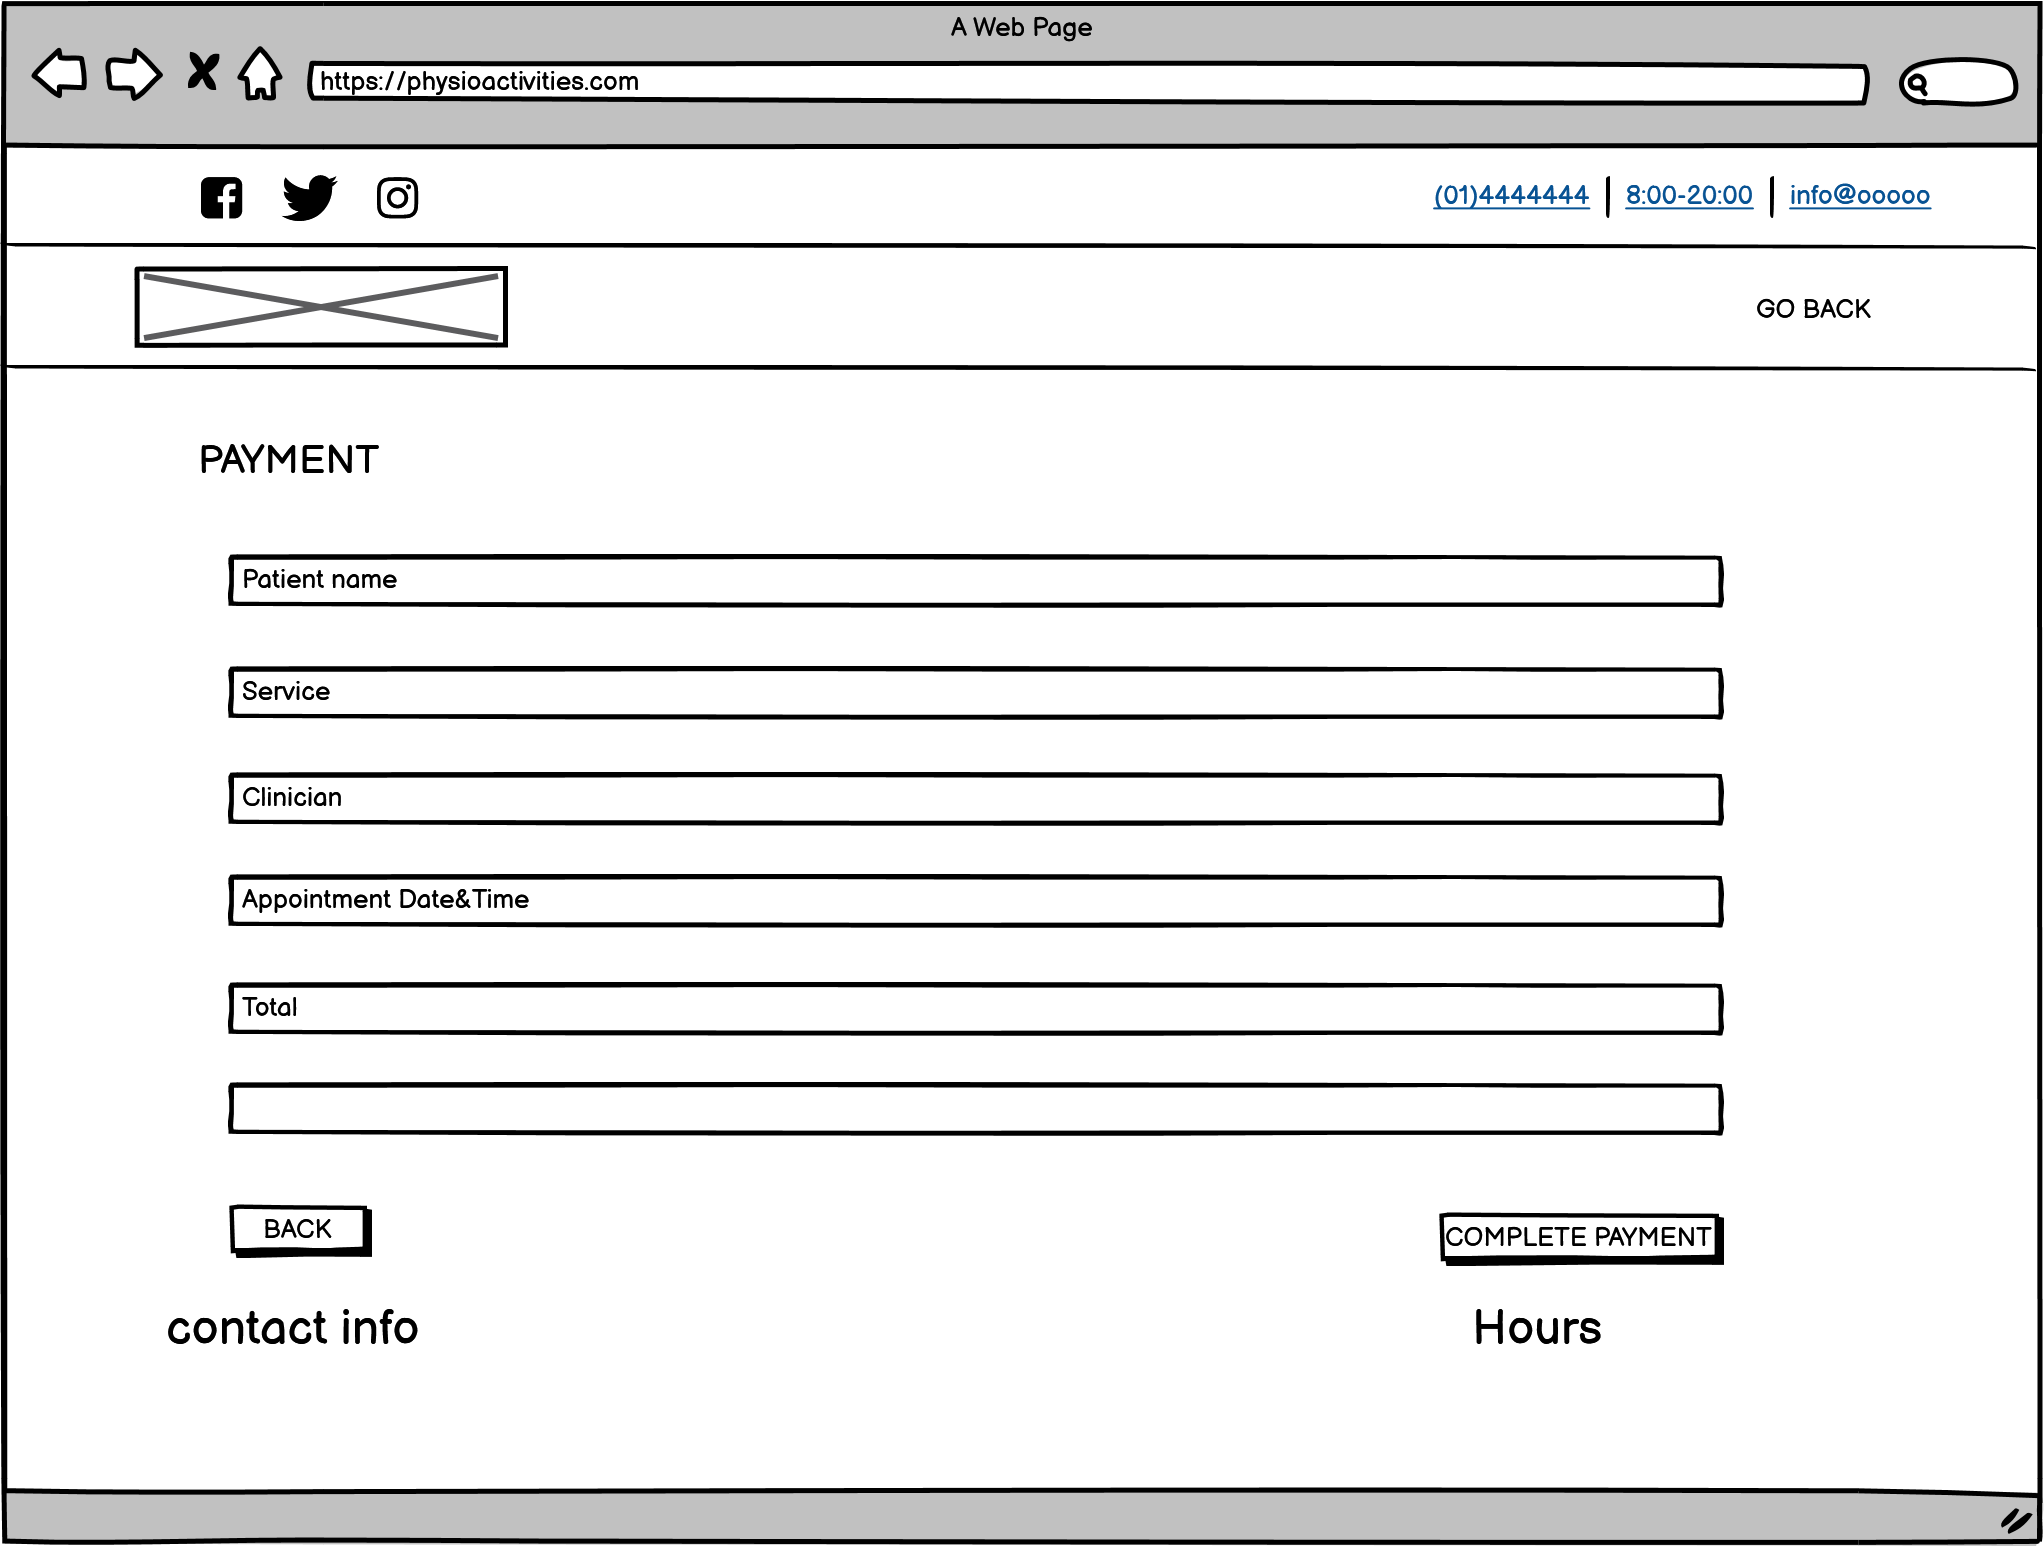 A Web Page
https://physioactivities.com
(01)4444444 8:00-20:00 info@ooooo
GO BACK
PAYMENT
Patient name
Service
Clinician
Appointment Date&Time
Total
BACK
COMPLETE PAYMENT
contact info
Hours